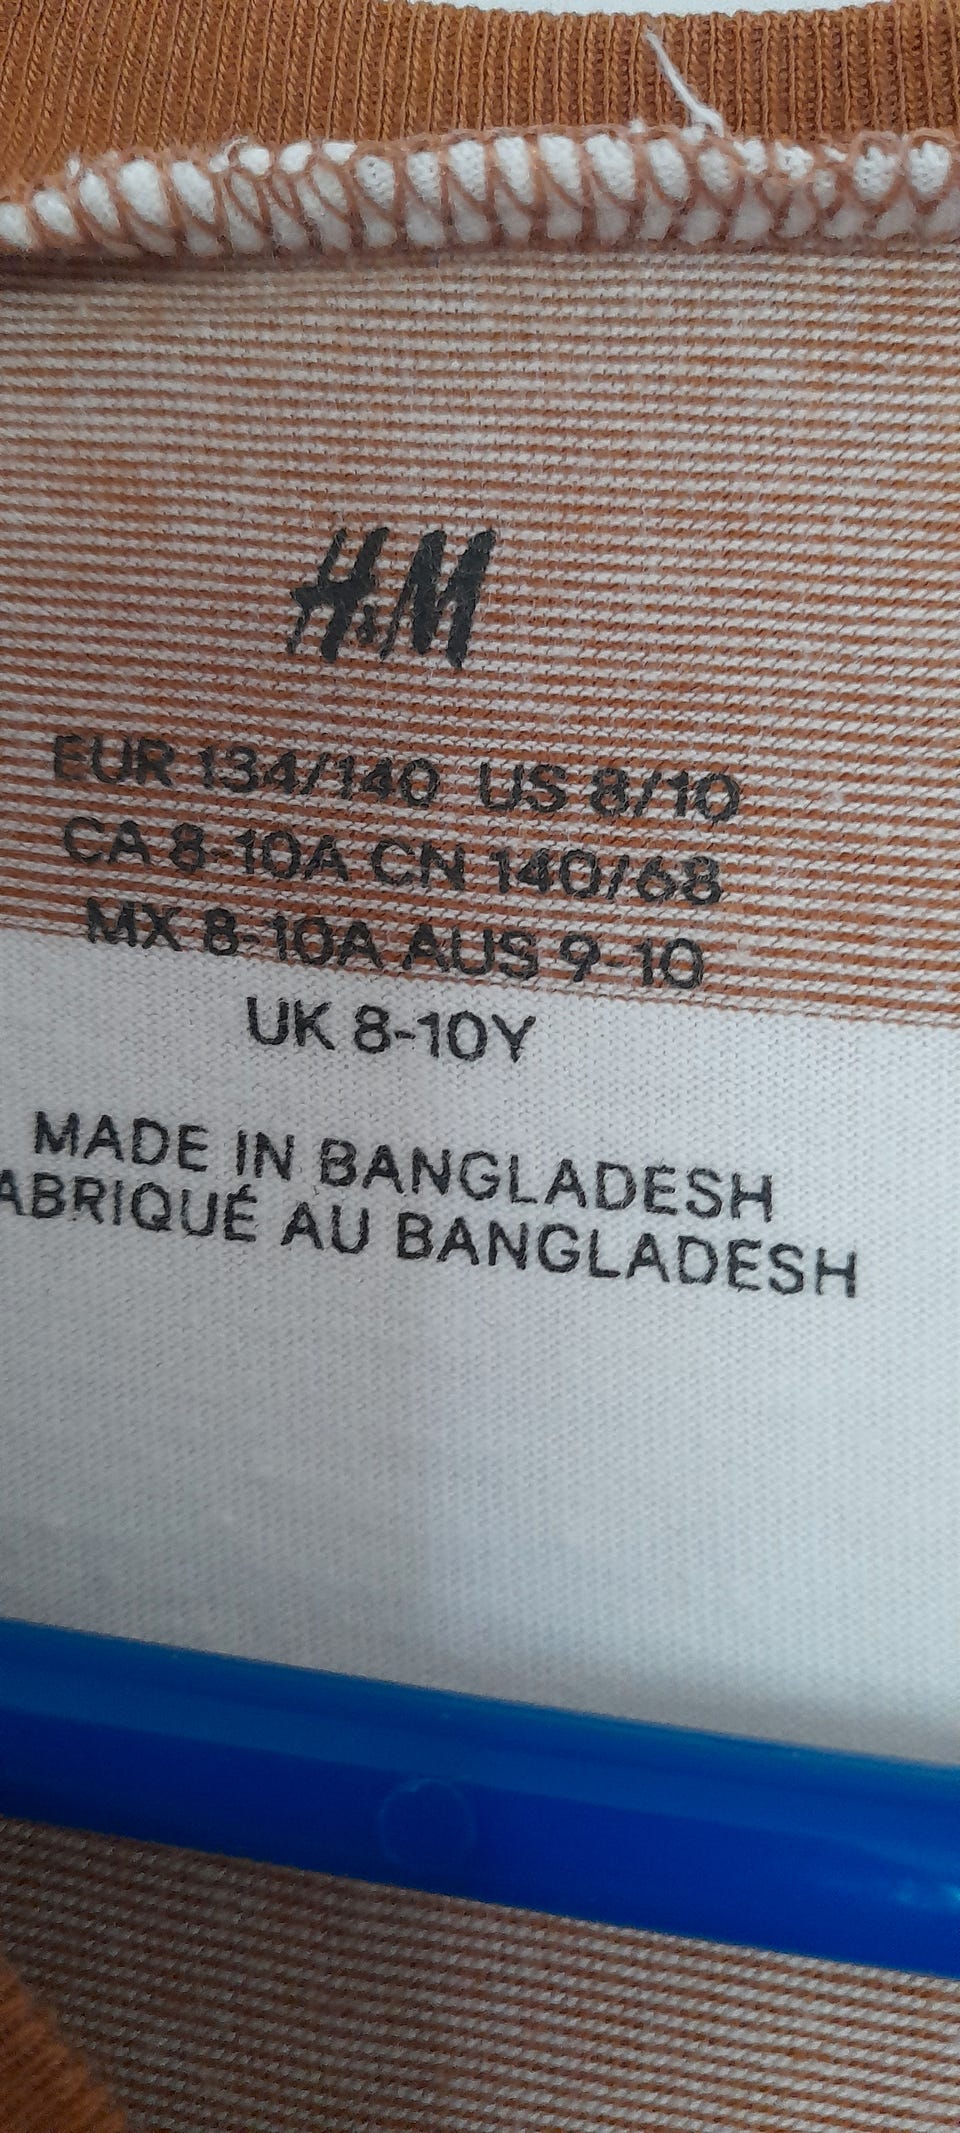 H&M
EUR 134/140 US 8/10
CA 8-10A CN 140/68
MX 8-10A AUS 9-10
UK 8-10Y
MADE IN BANGLADESH
ABRIQUÉ AU BANGLADESH